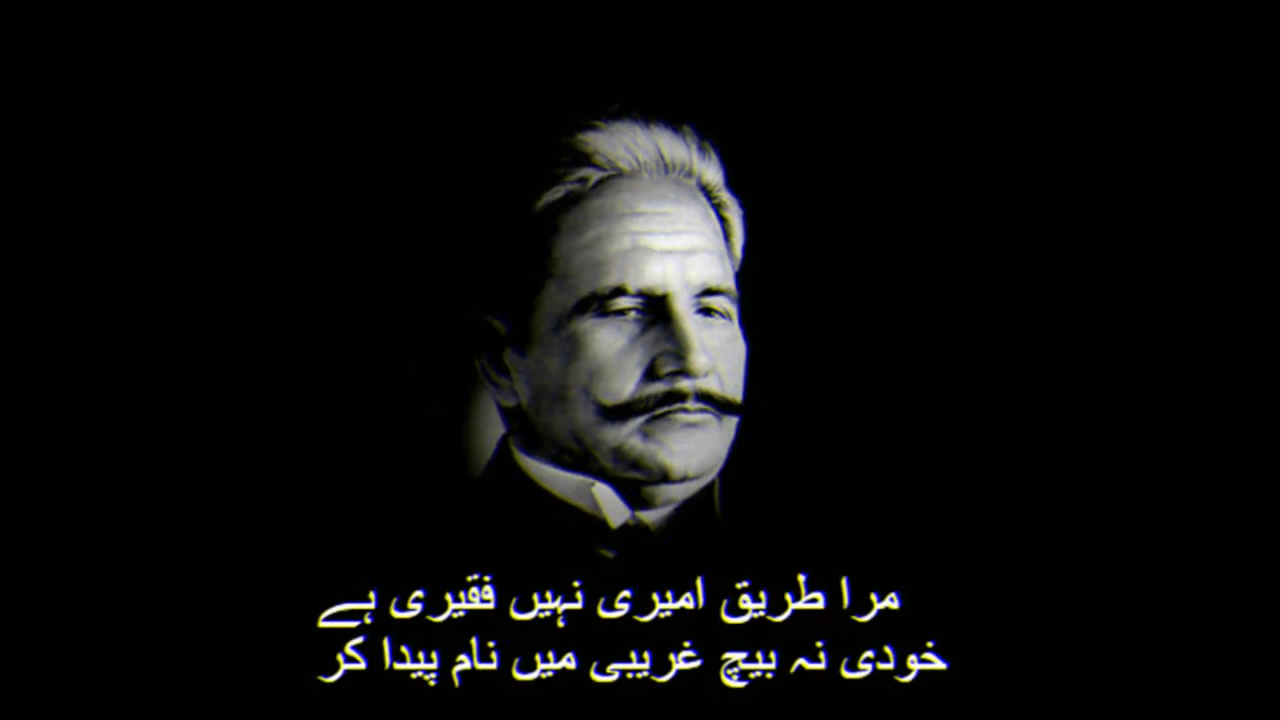 مرا طریق امیری نہیں فقیری ہے
خودی نہ بیچ غریبی میں نام پیدا کر